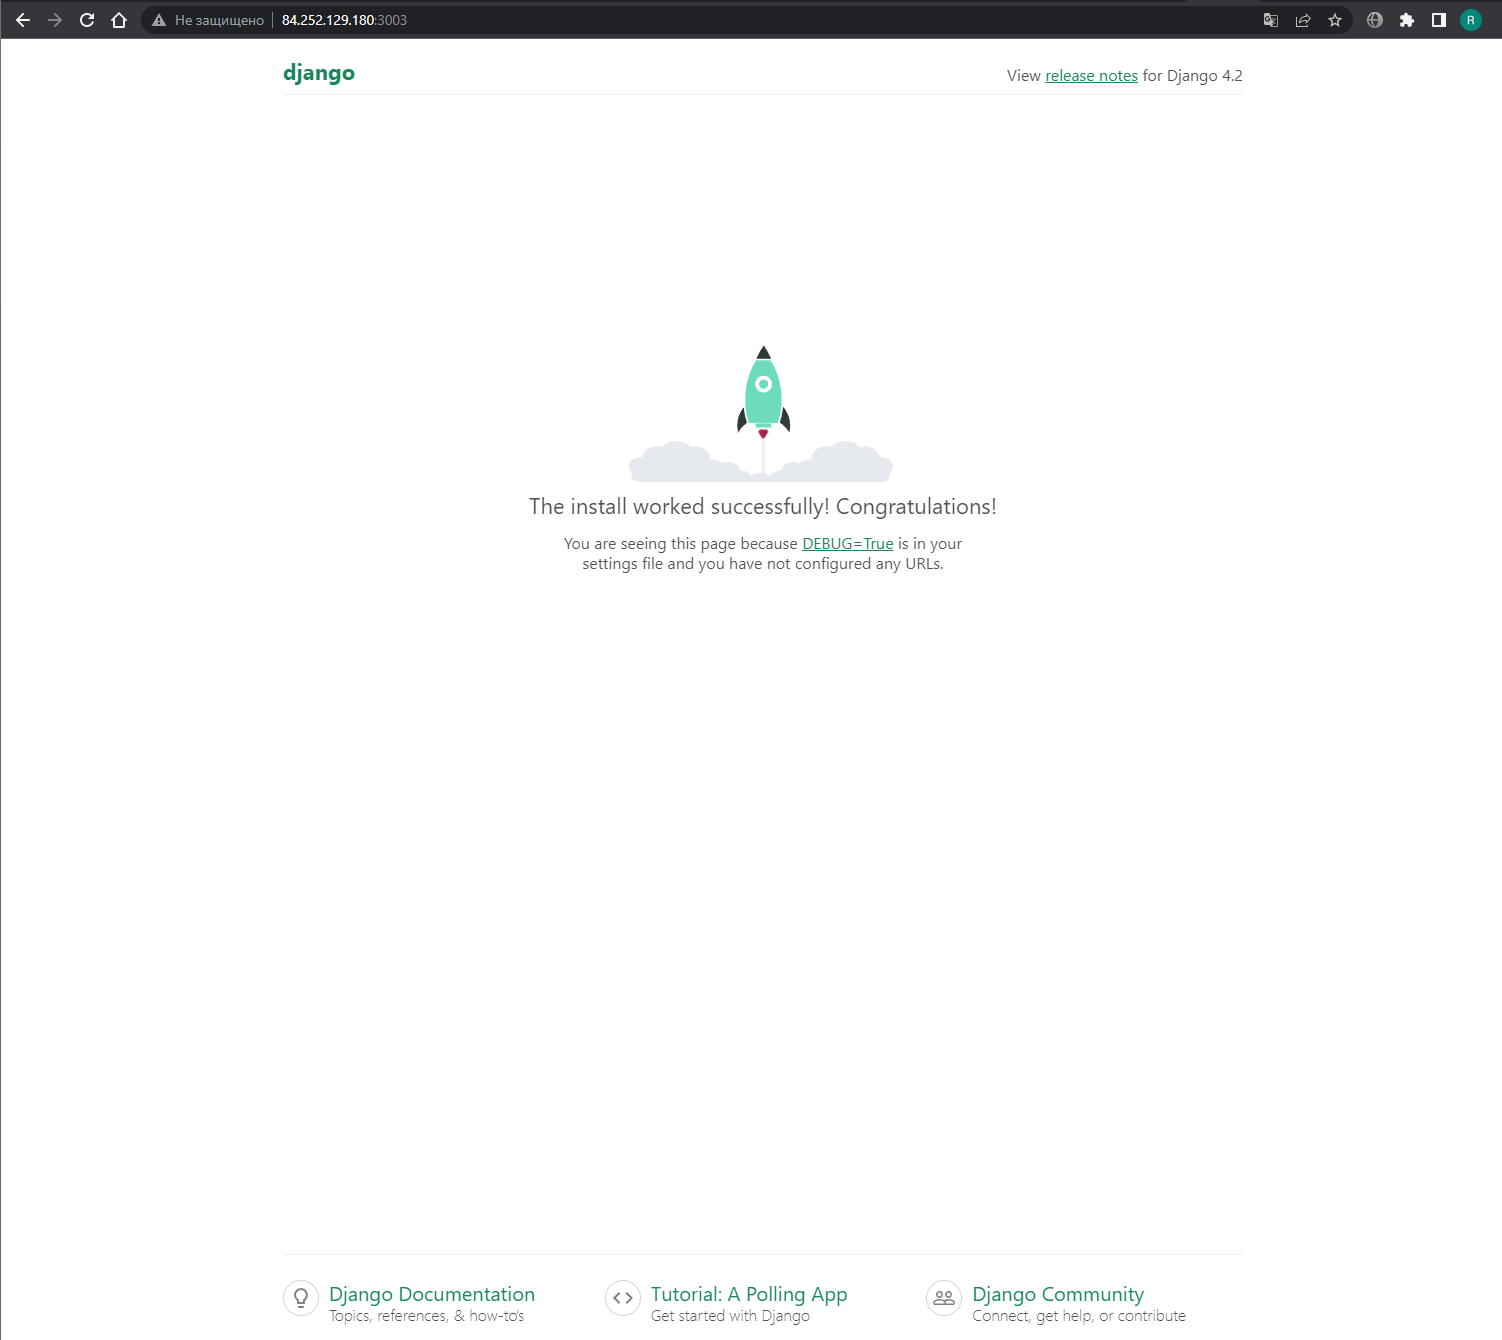 Не защищено 84.252.129.180:3003
R
django
View release notes for Django 4.2
The install worked successfully! Congratulations!
You are seeing this page because DEBUG=True is in your
settings file and you have not configured any URLs.
Django Documentation
Topics, references, & how-to's
Tutorial: A Polling App
Get started with Django
Django Community
Connect, get help, or contribute